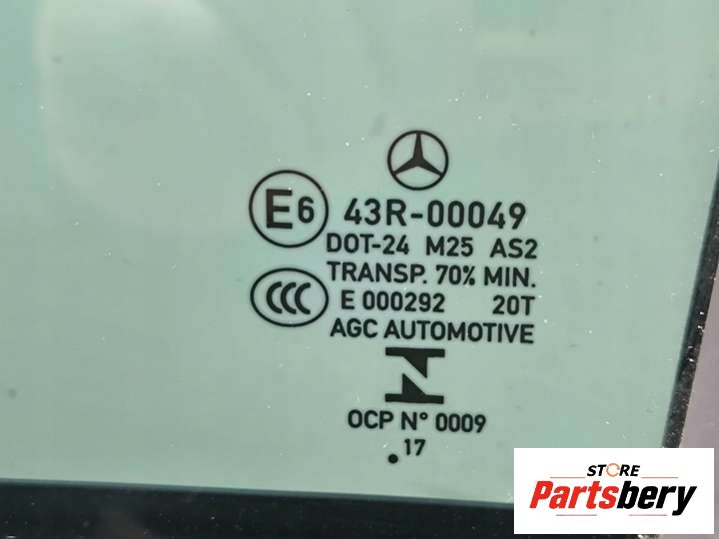 E6 43R-00049
DOT-24 M25 AS2
TRANSP. 70% MIN.
CCC E 000292 20T
AGC AUTOMOTIVE
N
OCP N° 0009
.17
STORE
Partsbery